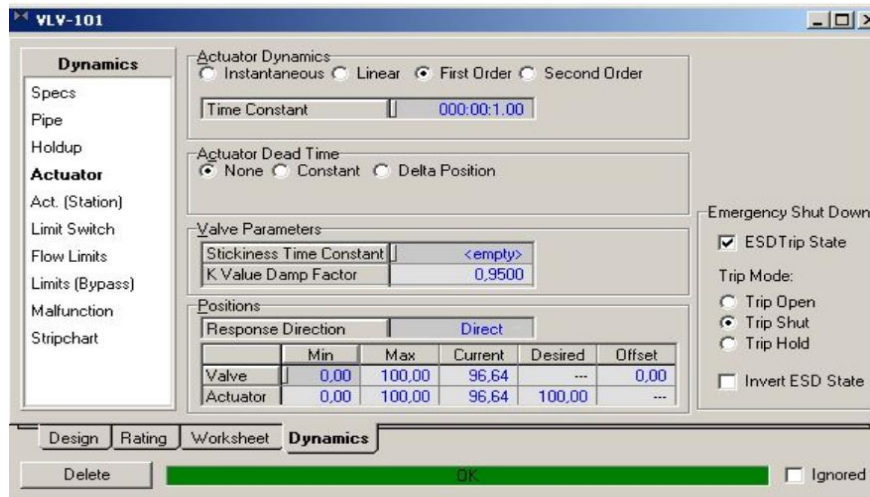 VLV-101
Dynamics
Specs
Pipe
Holdup
Actuator
Act. (Station)
Limit Switch
Flow Limits
Limits (Bypass)
Malfunction
Stripchart
Actuator Dynamics
Instantaneous Linear First Order Second Order
Time Constant 000:00:1.00
Actuator Dead Time
None Constant Delta Position
Valve Parameters
Stickiness Time Constant <empty>
K Value Damp Factor 0,9500
Positions
Response Direction Direct
Min Max Current Desired Offset
Valve 0,00 100,00 96,64 --- 0,00
Actuator 0,00 100,00 96,64 100,00 ---
Emergency Shut Down
ESDTrip State
Trip Mode:
Trip Open
Trip Shut
Trip Hold
Invert ESD State
Design Rating Worksheet Dynamics
Delete OK Ignored